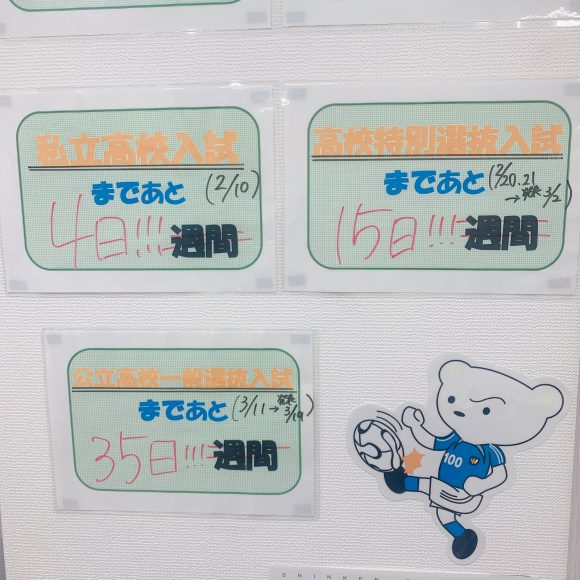 私立高校入試
まであと (2/10)
4日!!! 週間
高校特別選抜入試
まであと (2/20.21
→発表 3/2)
15日!!! 週間
公立高校一般選抜入試
まであと (3/11→発表 3/19)
35日!!! 週間
100